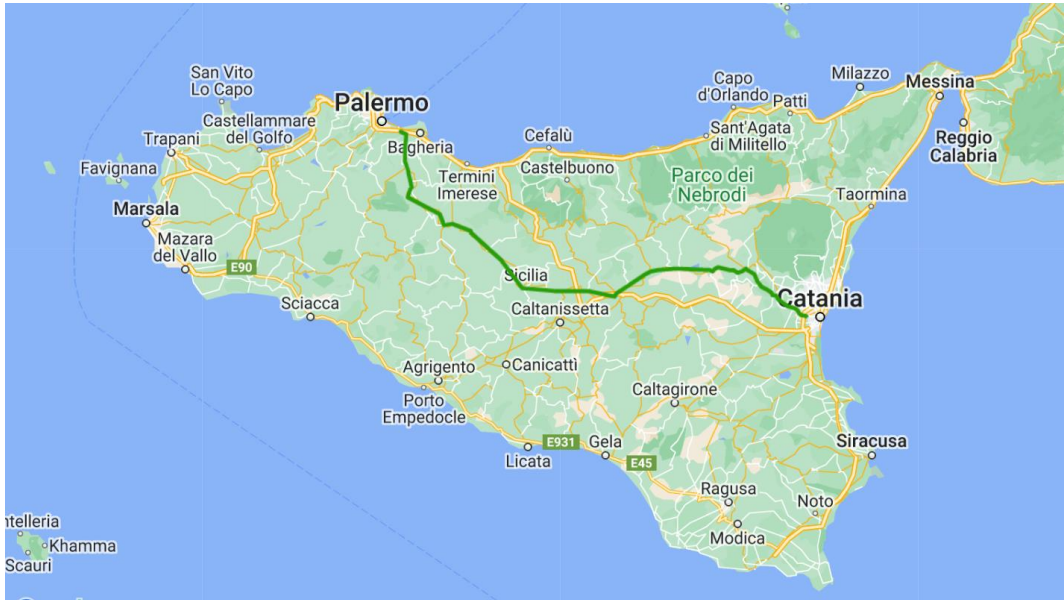 San Vito
Lo Capo
Palermo
Castellammare
del Golfo
Trapani
Favignana
Bagheria
Termini
Imerese
Cefalù
Castelbuono
Capo
d'Orlando
Patti
Milazzo
Messina
Sant'Agata
di Militello
Reggio
Calabria
Parco dei
Nebrodi
Taormina
Marsala
Mazara
del Vallo
E90
Sicilia
Sciacca
Caltanissetta
Catania
Canicattì
Agrigento
Porto
Empedocle
Caltagirone
Licata
E931
Gela
E45
Siracusa
Ragusa
Noto
Modica
ntelleria
Khamma
Scauri